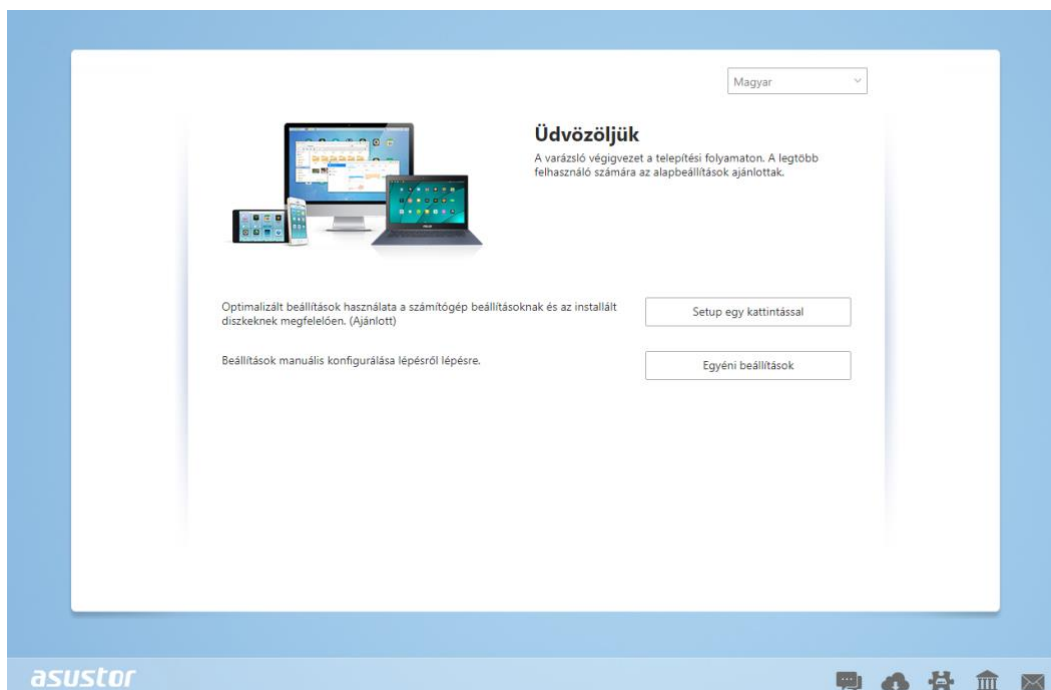 Magyar
Üdvözöljük
A varázsló végigvezet a telepítési folyamaton. A legtöbb
felhasználó számára az alapbeállítások ajánlottak.
Optimalizált beállítások használata a számítógép beállításoknak és az installált
diszkeknek megfelelően. (Ajánlott)
Setup egy kattintással
Beállítások manuális konfigurálása lépésről lépésre.
Egyéni beállítások
asustor